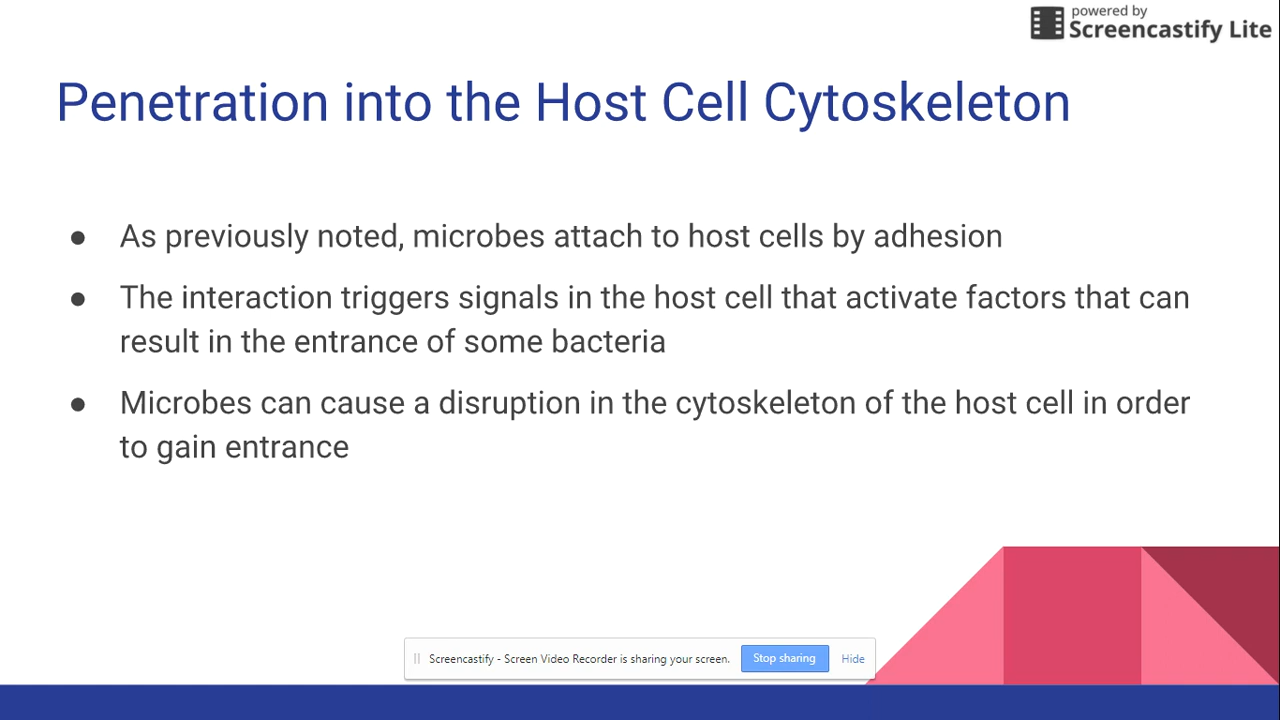 powered by
Screencastify Lite
Penetration into the Host Cell Cytoskeleton
● As previously noted, microbes attach to host cells by adhesion
● The interaction triggers signals in the host cell that activate factors that can
result in the entrance of some bacteria
● Microbes can cause a disruption in the cytoskeleton of the host cell in order
to gain entrance
Screencastify - Screen Video Recorder is sharing your screen. Stop sharing Hide